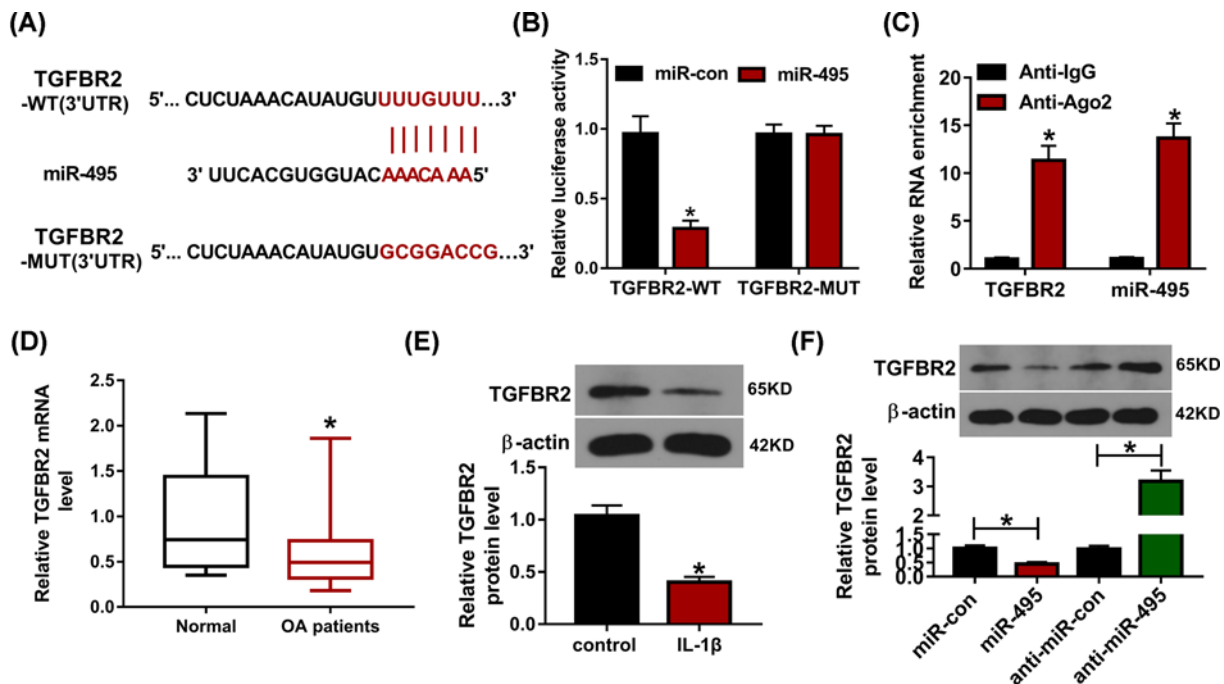 (A)
TGFBR2
-WT(3'UTR)
5'... CUCUAAACAUAUGUUUUGUUU...3'
miR-495
3' UUCACGUGGUACAAACAAA5'
TGFBR2
-MUT(3'UTR)
5'... CUCUAAACAUAUGUGCGGACCG...3'
(B)
Relative luciferase activity
1.5
1.0
0.5
0.0
miR-con
miR-495
*
TGFBR2-WT
TGFBR2-MUT
(C)
Relative RNA enrichment
20
15
10
5
0
Anti-IgG
Anti-Ago2
*
*
TGFBR2
miR-495
(D)
Relative TGFBR2 mRNA
level
2.5
2.0
1.5
1.0
0.5
0.0
*
Normal
OA patients
(E)
TGFBR2
65KD
β-actin
42KD
Relative TGFBR2
protein level
1.5
1.0
0.5
0.0
*
control
IL-1β
(F)
TGFBR2
65KD
β-actin
42KD
Relative TGFBR2
protein level
4
3
2
1.5
1.0
0.5
0.0
*
*
miR-con
miR-495
anti-miR-con
anti-miR-495